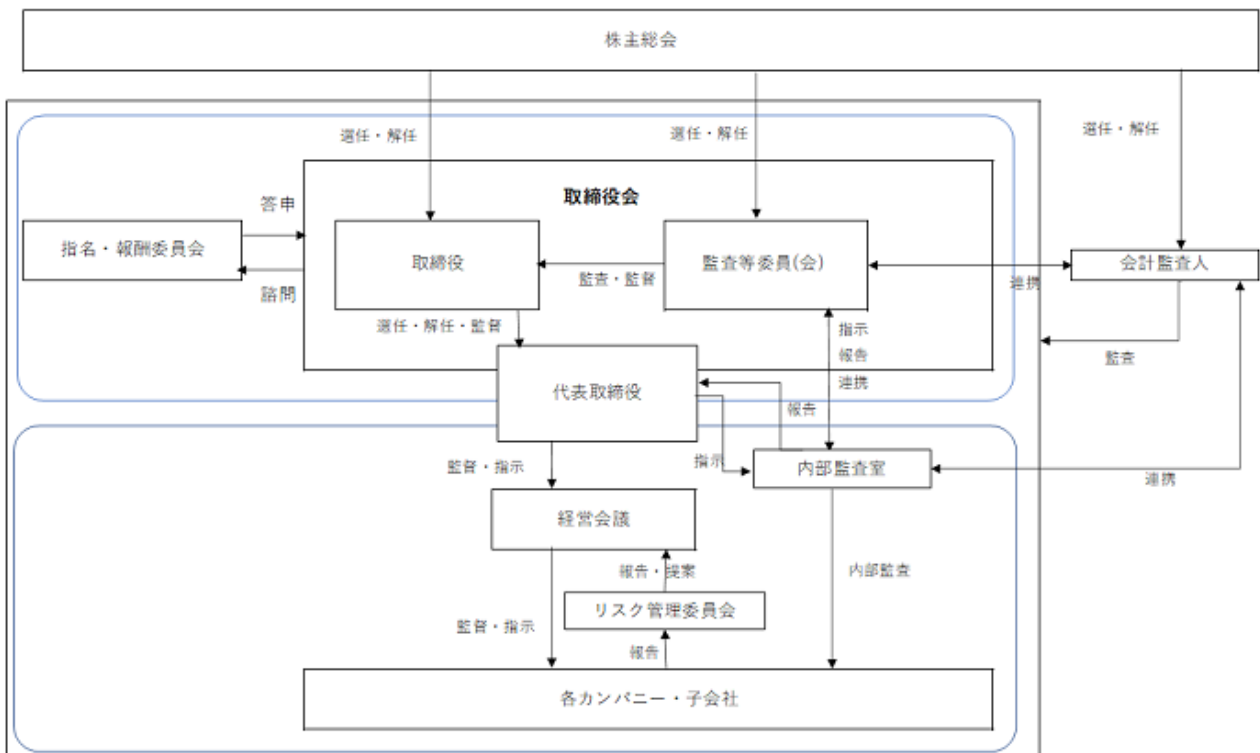 株主総会
選任・解任
選任・解任
選任・解任
取締役会
答申
指名・報酬委員会
諮問
取締役
監査・監督
監査等委員(会)
連携
会計監査人
選任・解任・監督
指示
報告
連携
監査
代表取締役
報告
監督・指示
指示
内部監査室
連携
経営会議
報告・提案
内部監査
リスク管理委員会
監督・指示
報告
各カンパニー・子会社